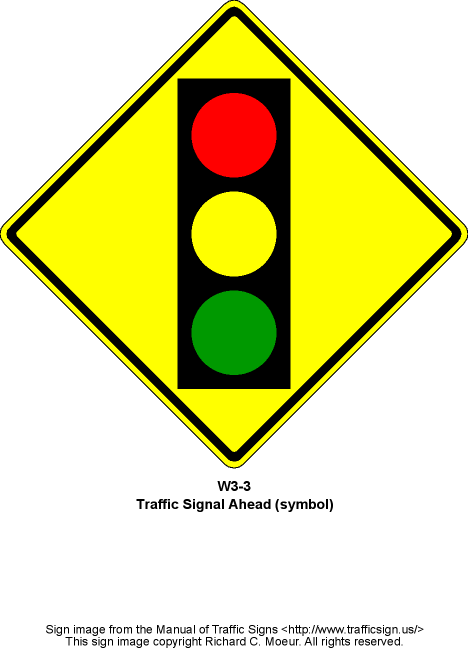 W3-3
Traffic Signal Ahead (symbol)
Sign image from the Manual of Traffic Signs <http://www.trafficsign.us/>
This sign image copyright Richard C. Moeur. All rights reserved.